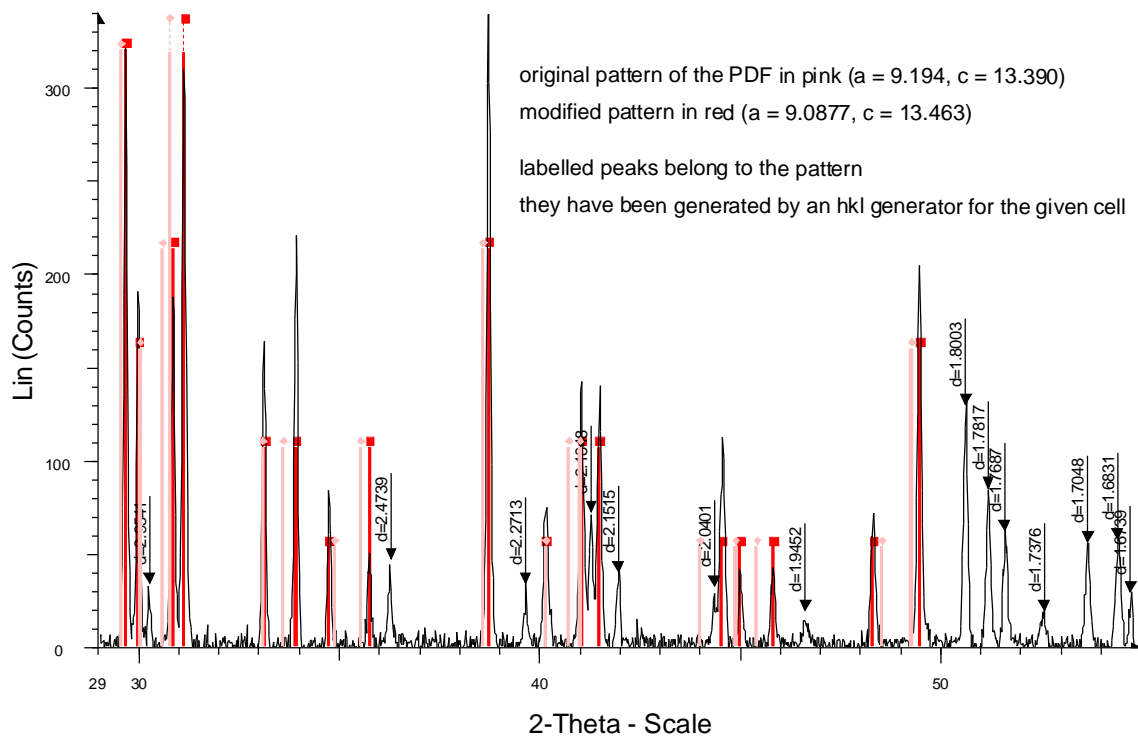 original pattern of the PDF in pink (a = 9.194, c = 13.390)
modified pattern in red (a = 9.0877, c = 13.463)
labelled peaks belong to the pattern
they have been generated by an hkl generator for the given cell
Lin (Counts)
300
200
100
0
d=2.4739
d=2.2713
d=2.1515
d=2.0401
d=1.9452
d=1.8003
d=1.7817
d=1.7687
d=1.7376
d=1.7048
d=1.6831
d=1.6739
29
30
40
50
2-Theta - Scale